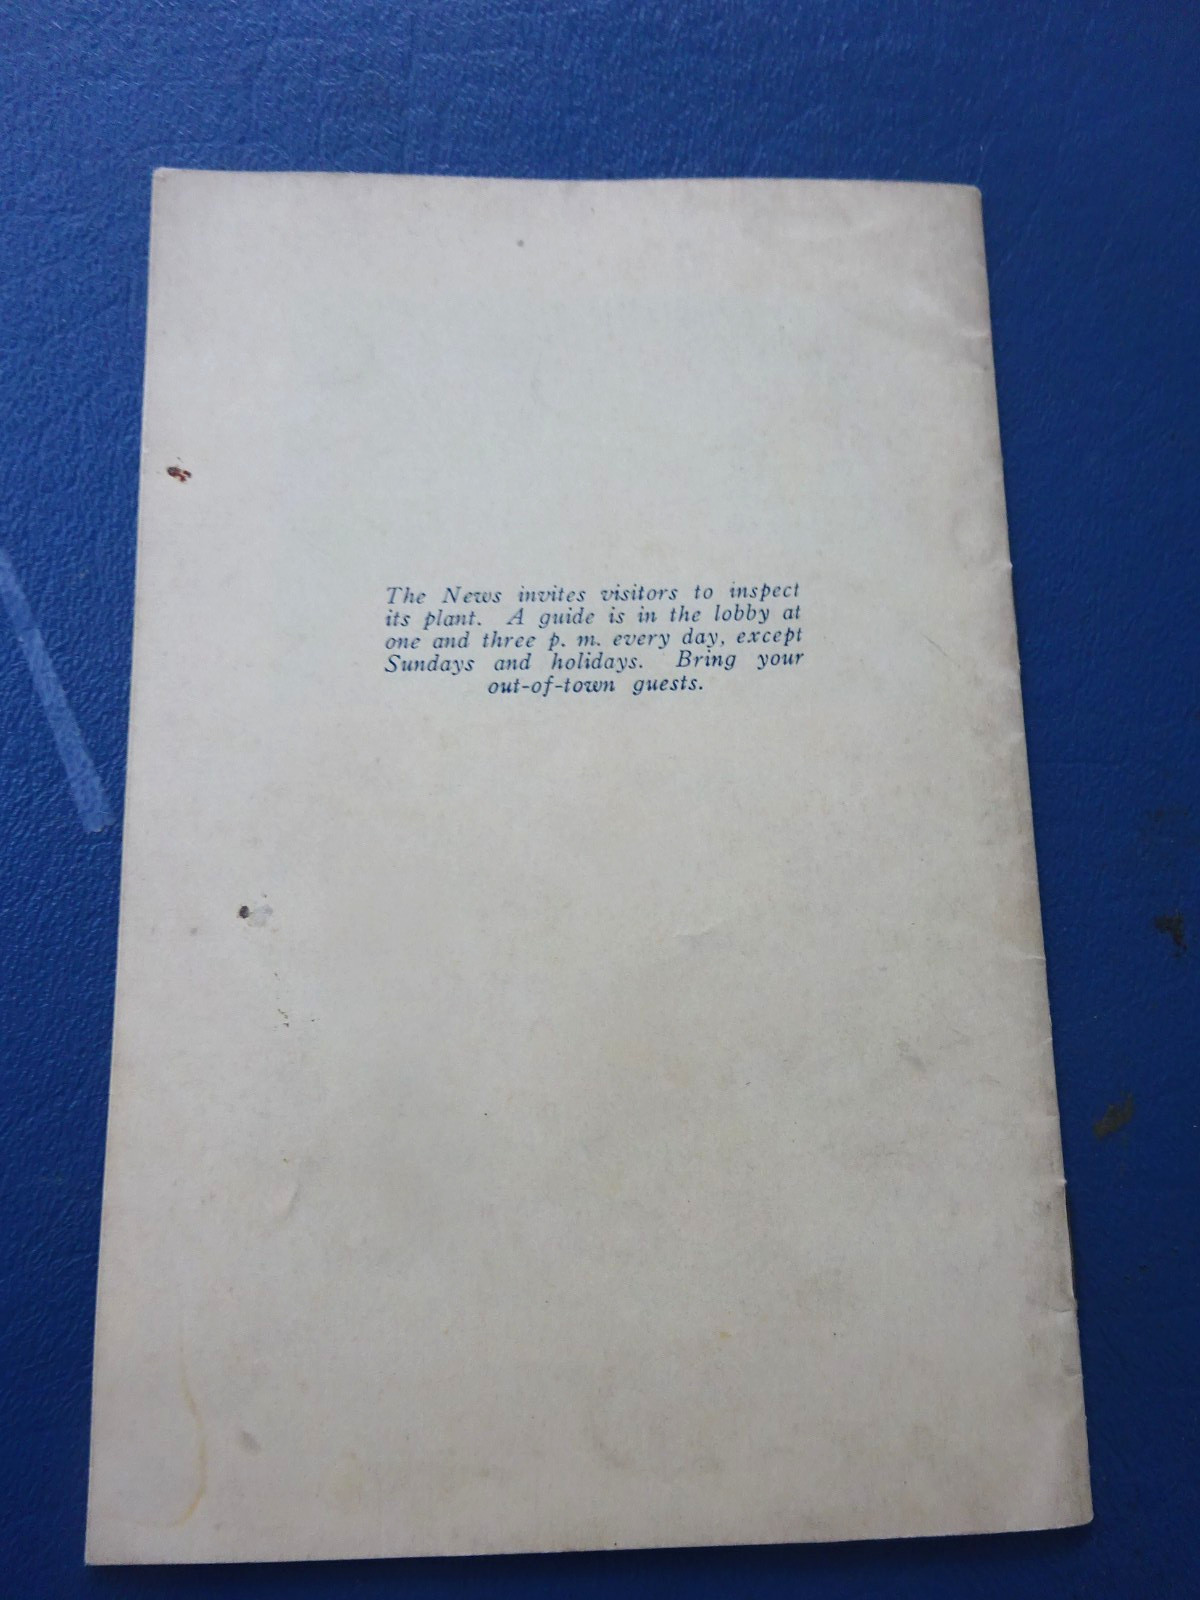 The News invites visitors to inspect
its plant. A guide is in the lobby at
one and three p. m. every day, except
Sundays and holidays. Bring your
out-of-town guests.